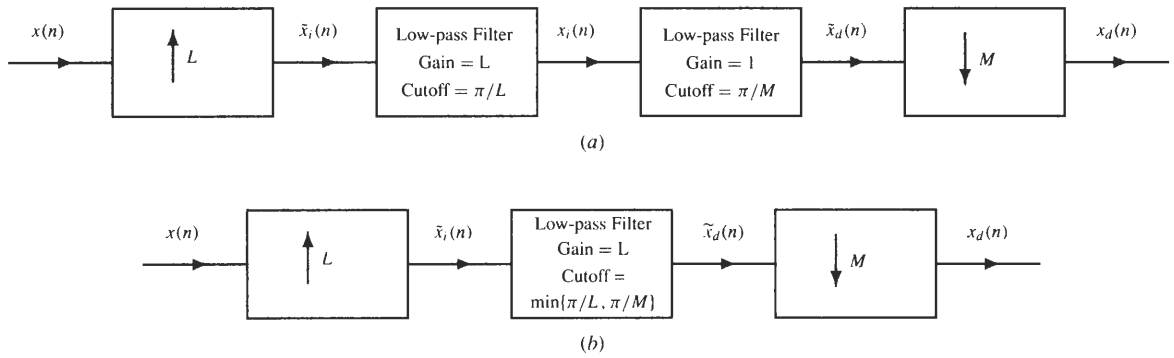 x(n) x̃ᵢ(n) xᵢ(n) x̃_d(n) x_d(n)
L
Low-pass Filter
Gain = L
Cutoff = π/L
Low-pass Filter
Gain = 1
Cutoff = π/M
M
(a)
x(n) x̃ᵢ(n) x̃_d(n) x_d(n)
L
Low-pass Filter
Gain = L
Cutoff =
min{π/L, π/M}
M
(b)